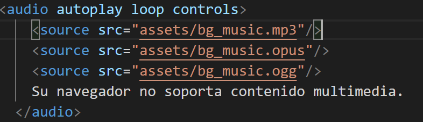 <audio autoplay loop controls>
<source src="assets/bg_music.mp3"/>
<source src="assets/bg_music.opus"/>
<source src="assets/bg_music.ogg"/>
Su navegador no soporta contenido multimedia.
</audio>